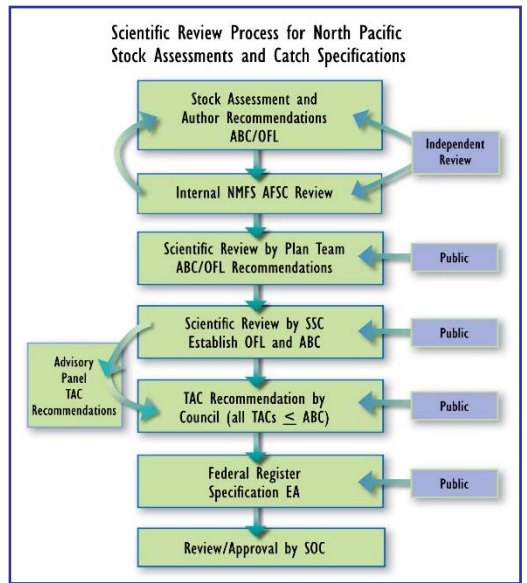 Scientific Review Process for North Pacific
Stock Assessments and Catch Specifications
Stock Assessment and
Author Recommendations
ABC/OFL
Independent
Review
Internal NMFS AFSC Review
Scientific Review by Plan Team
ABC/OFL Recommendations
Public
Scientific Review by SSC
Establish OFL and ABC
Public
Advisory
Panel
TAC
Recommendations
TAC Recommendation by
Council (all TACs ≤ ABC)
Public
Federal Register
Specification EA
Public
Review/Approval by SOC